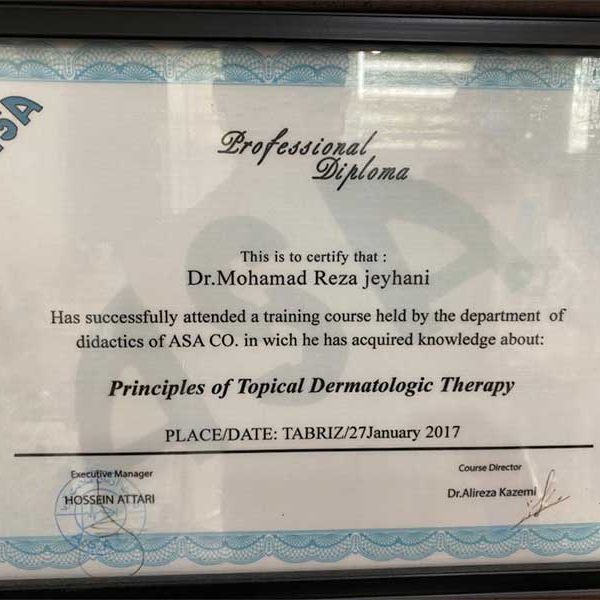 ASA
Professional
Diploma
This is to certify that :
Dr.Mohamad Reza jeyhani
Has successfully attended a training course held by the department of
didactics of ASA CO. in wich he has acquired knowledge about:
Principles of Topical Dermatologic Therapy
PLACE/DATE: TABRIZ/27January 2017
Executive Manager
HOSSEIN ATTARI
Course Director
Dr.Alireza Kazemi